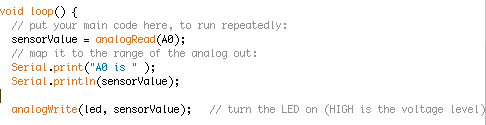 void loop() {
// put your main code here, to run repeatedly:
sensorValue = analogRead(A0);
// map it to the range of the analog out:
Serial.print("A0 is " );
Serial.println(sensorValue);
analogWrite(led, sensorValue);   // turn the LED on (HIGH is the voltage level)